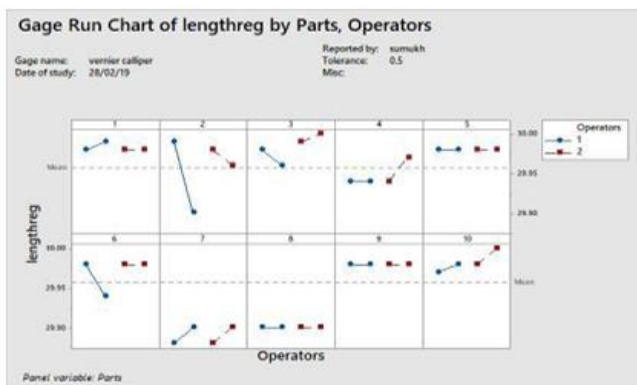 Gage Run Chart of lengthreg by Parts, Operators
Gage name: vernier calliper
Date of study: 28/02/19
Reported by: sumukh
Tolerance: 0.5
Misc:
1 2 3 4 5
Operators
1
2
Mean
30.00
29.95
29.90
6 7 8 9 10
lengthreg
30.00
29.95
29.90
Mean
Operators
Panel variable: Parts